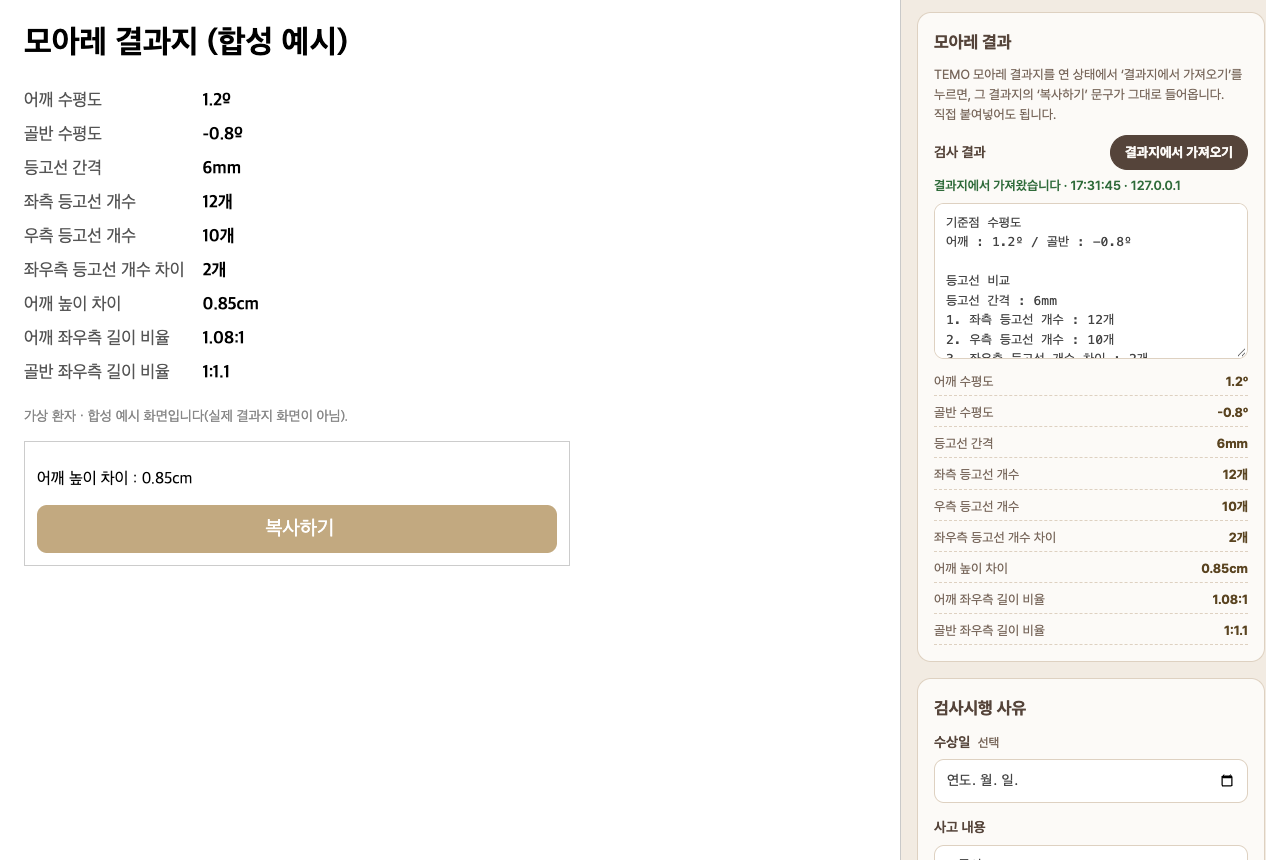 모아레 결과지 (합성 예시)
어깨 수평도 1.2º
골반 수평도 -0.8º
등고선 간격 6mm
좌측 등고선 개수 12개
우측 등고선 개수 10개
좌우측 등고선 개수 차이 2개
어깨 높이 차이 0.85cm
어깨 좌우측 길이 비율 1.08:1
골반 좌우측 길이 비율 1:1.1
가상 환자 · 합성 예시 화면입니다(실제 결과지 화면이 아님).
어깨 높이 차이 : 0.85cm
복사하기
모아레 결과
TEMO 모아레 결과지를 연 상태에서 ‘결과지에서 가져오기’를
누르면, 그 결과지의 ‘복사하기’ 문구가 그대로 들어옵니다.
직접 붙여넣어도 됩니다.
검사 결과
결과지에서 가져오기
결과지에서 가져왔습니다 · 17:31:45 · 127.0.0.1
기준점 수평도
어깨 : 1.2º / 골반 : -0.8º
등고선 비교
등고선 간격 : 6mm
1. 좌측 등고선 개수 : 12개
2. 우측 등고선 개수 : 10개
3. 좌우측 등고선 개수 차이 : 2개
어깨 수평도 1.2º
골반 수평도 -0.8º
등고선 간격 6mm
좌측 등고선 개수 12개
우측 등고선 개수 10개
좌우측 등고선 개수 차이 2개
어깨 높이 차이 0.85cm
어깨 좌우측 길이 비율 1.08:1
골반 좌우측 길이 비율 1:1.1
검사시행 사유
수상일 선택
연도. 월. 일.
사고 내용